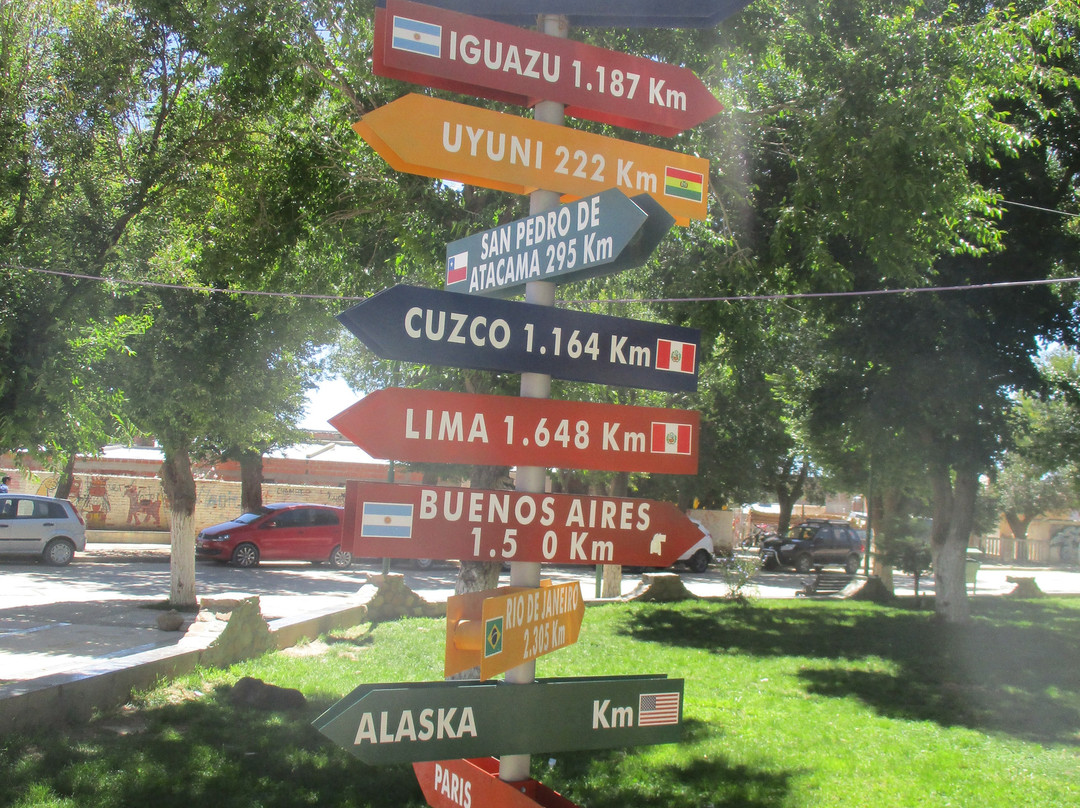 IGUAZU 1.187 Km
UYUNI 222 Km
SAN PEDRO DE
ATACAMA 295 Km
CUZCO 1.164 Km
LIMA 1.648 Km
BUENOS AIRES
1.5 0 Km
RIO DE JANEIRO
2.305 Km
ALASKA Km
PARIS